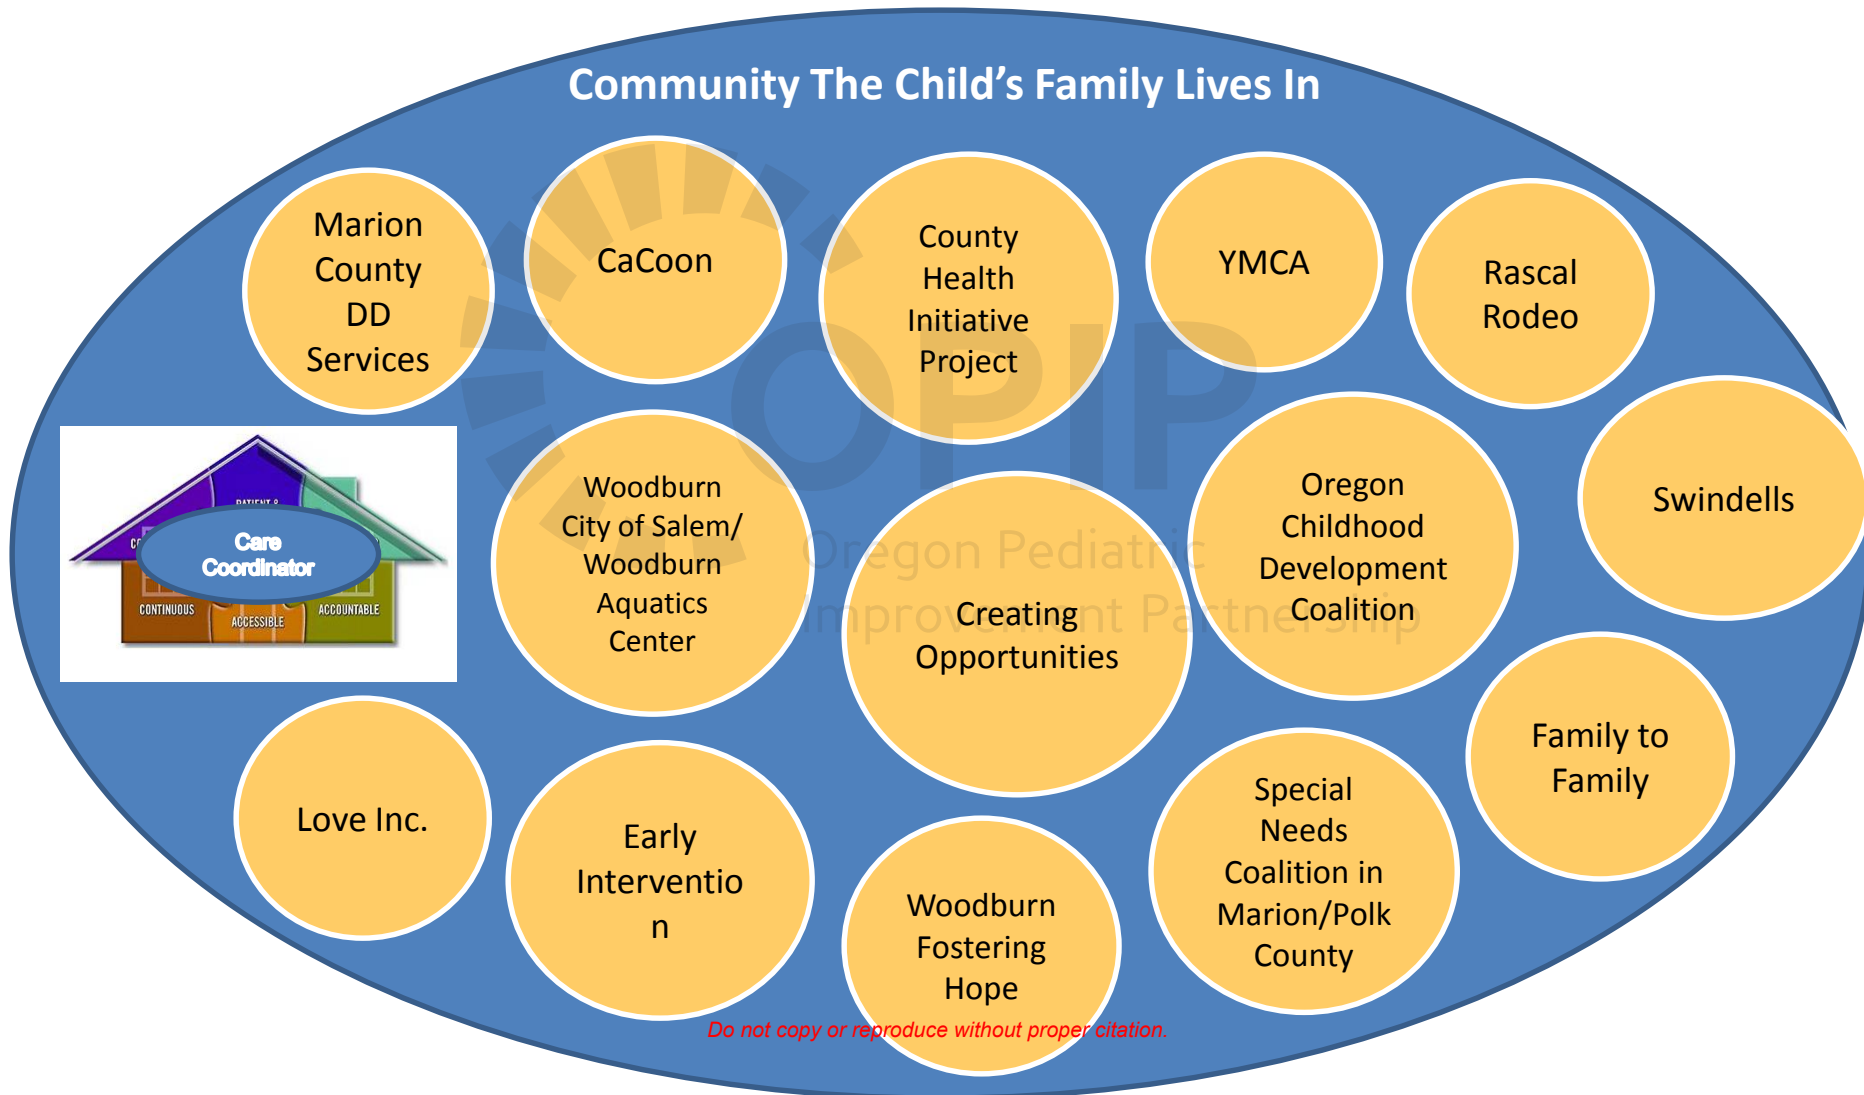 Community The Child's Family Lives In
Marion
County
DD
Services
CaCoon
County
Health
Initiative
Project
YMCA
Rascal
Rodeo
PATIENT &
Care
Coordinator
CONTINUOUS
ACCESSIBLE
ACCOUNTABLE
Woodburn
City of Salem/
Woodburn
Aquatics
Center
OPIP
Oregon Pediatric
Improvement Partnership
Creating
Opportunities
Oregon
Childhood
Development
Coalition
Swindells
Love Inc.
Early
Interventio
n
Woodburn
Fostering
Hope
Special
Needs
Coalition in
Marion/Polk
County
Family to
Family
Do not copy or reproduce without proper citation.